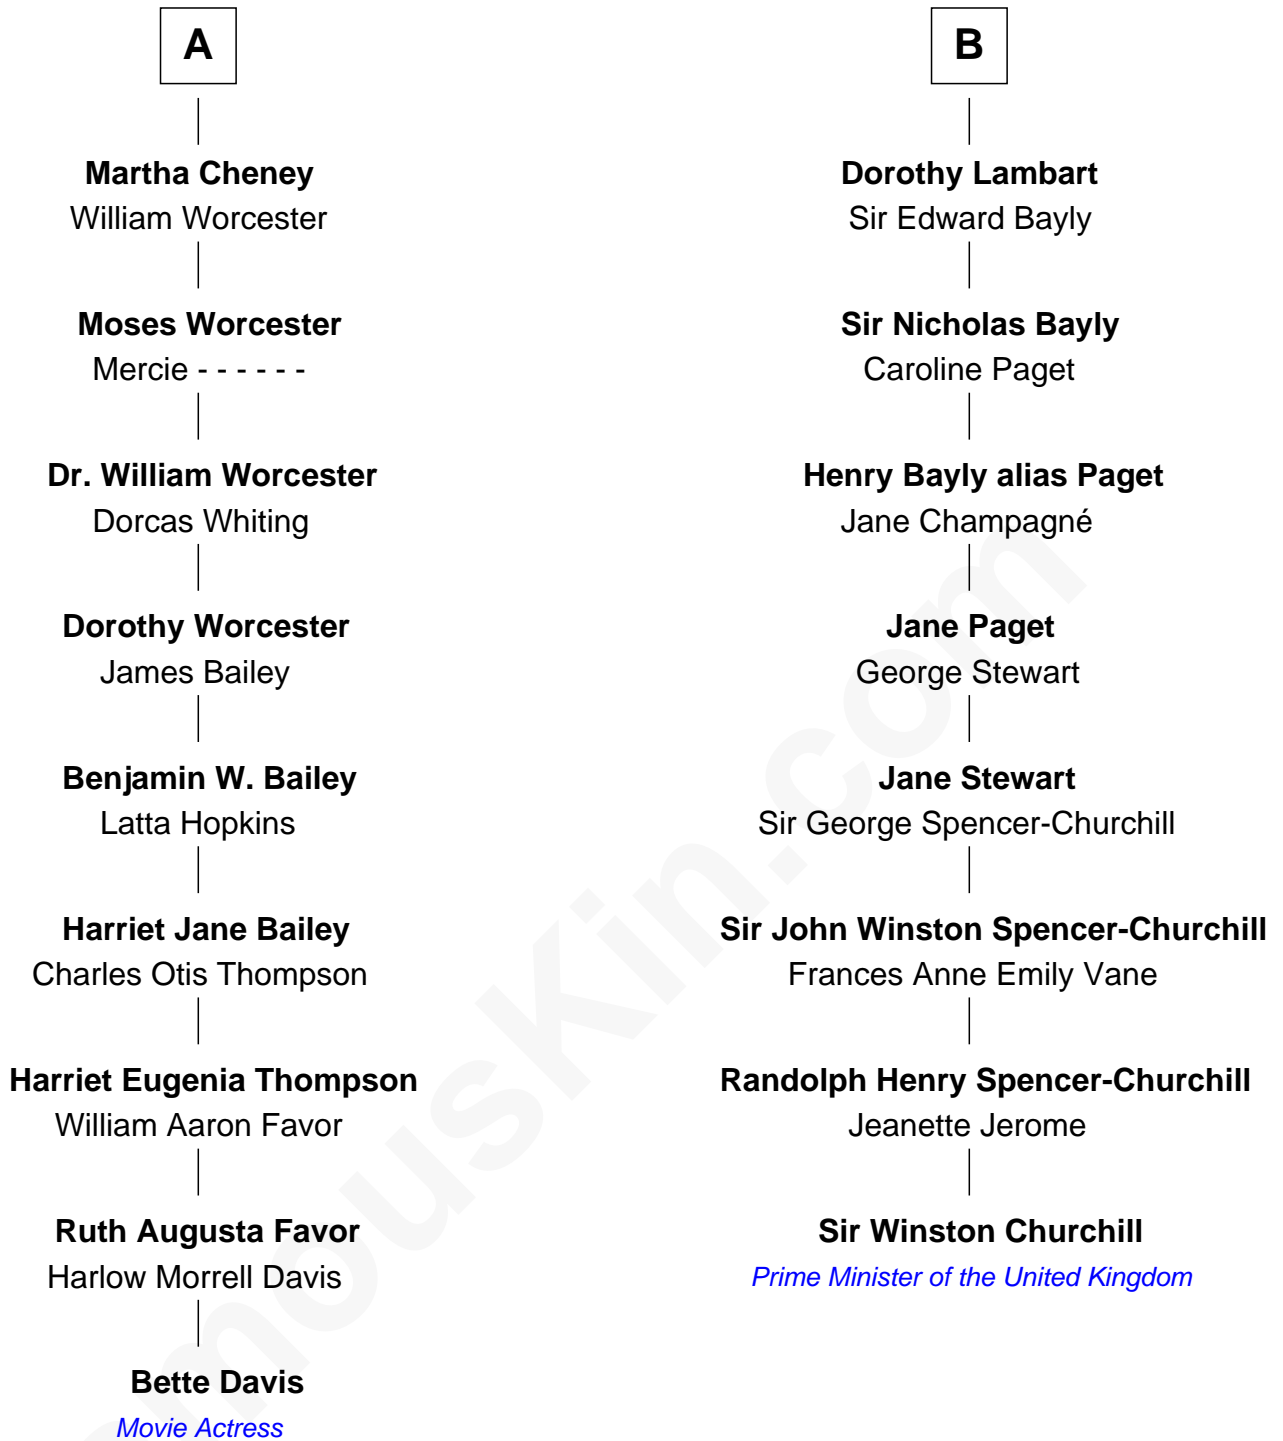 A
Martha Cheney
William Worcester
Moses Worcester
Mercie - - - - - -
Dr. William Worcester
Dorcas Whiting
Dorothy Worcester
James Bailey
Benjamin W. Bailey
Latta Hopkins
Harriet Jane Bailey
Charles Otis Thompson
Harriet Eugenia Thompson
William Aaron Favor
Ruth Augusta Favor
Harlow Morrell Davis
Bette Davis
Movie Actress
B
Dorothy Lambart
Sir Edward Bayly
Sir Nicholas Bayly
Caroline Paget
Henry Bayly alias Paget
Jane Champagné
Jane Paget
George Stewart
Jane Stewart
Sir George Spencer-Churchill
Sir John Winston Spencer-Churchill
Frances Anne Emily Vane
Randolph Henry Spencer-Churchill
Jeanette Jerome
Sir Winston Churchill
Prime Minister of the United Kingdom
mousKin.com